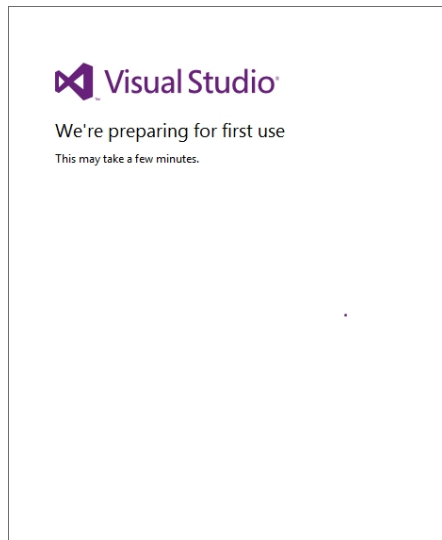 Visual Studio®
We're preparing for first use
This may take a few minutes.